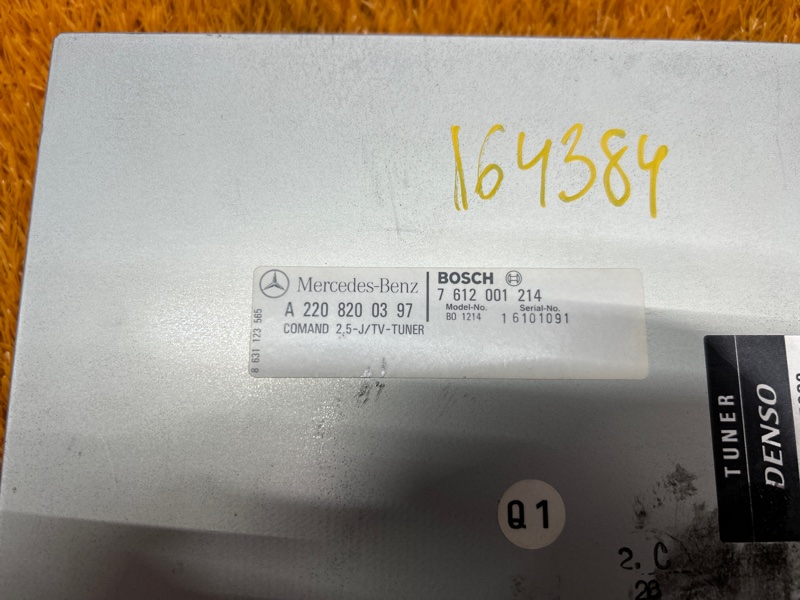 164384
Mercedes-Benz
A 220 820 03 97
COMAND 2,5-J/TV-TUNER
8 631 123 565
BOSCH
7 612 001 214
Model-No. Serial-No.
BO 1214 16101091
TUNER
DENSO
Q1
2. C
28